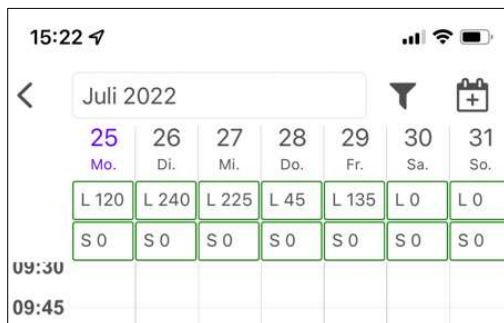 15:22
Juli 2022
25 26 27 28 29 30 31
Mo. Di. Mi. Do. Fr. Sa. So.
L 120 L 240 L 225 L 45 L 135 L 0 L 0
S 0 S 0 S 0 S 0 S 0 S 0 S 0
09:30
09:45